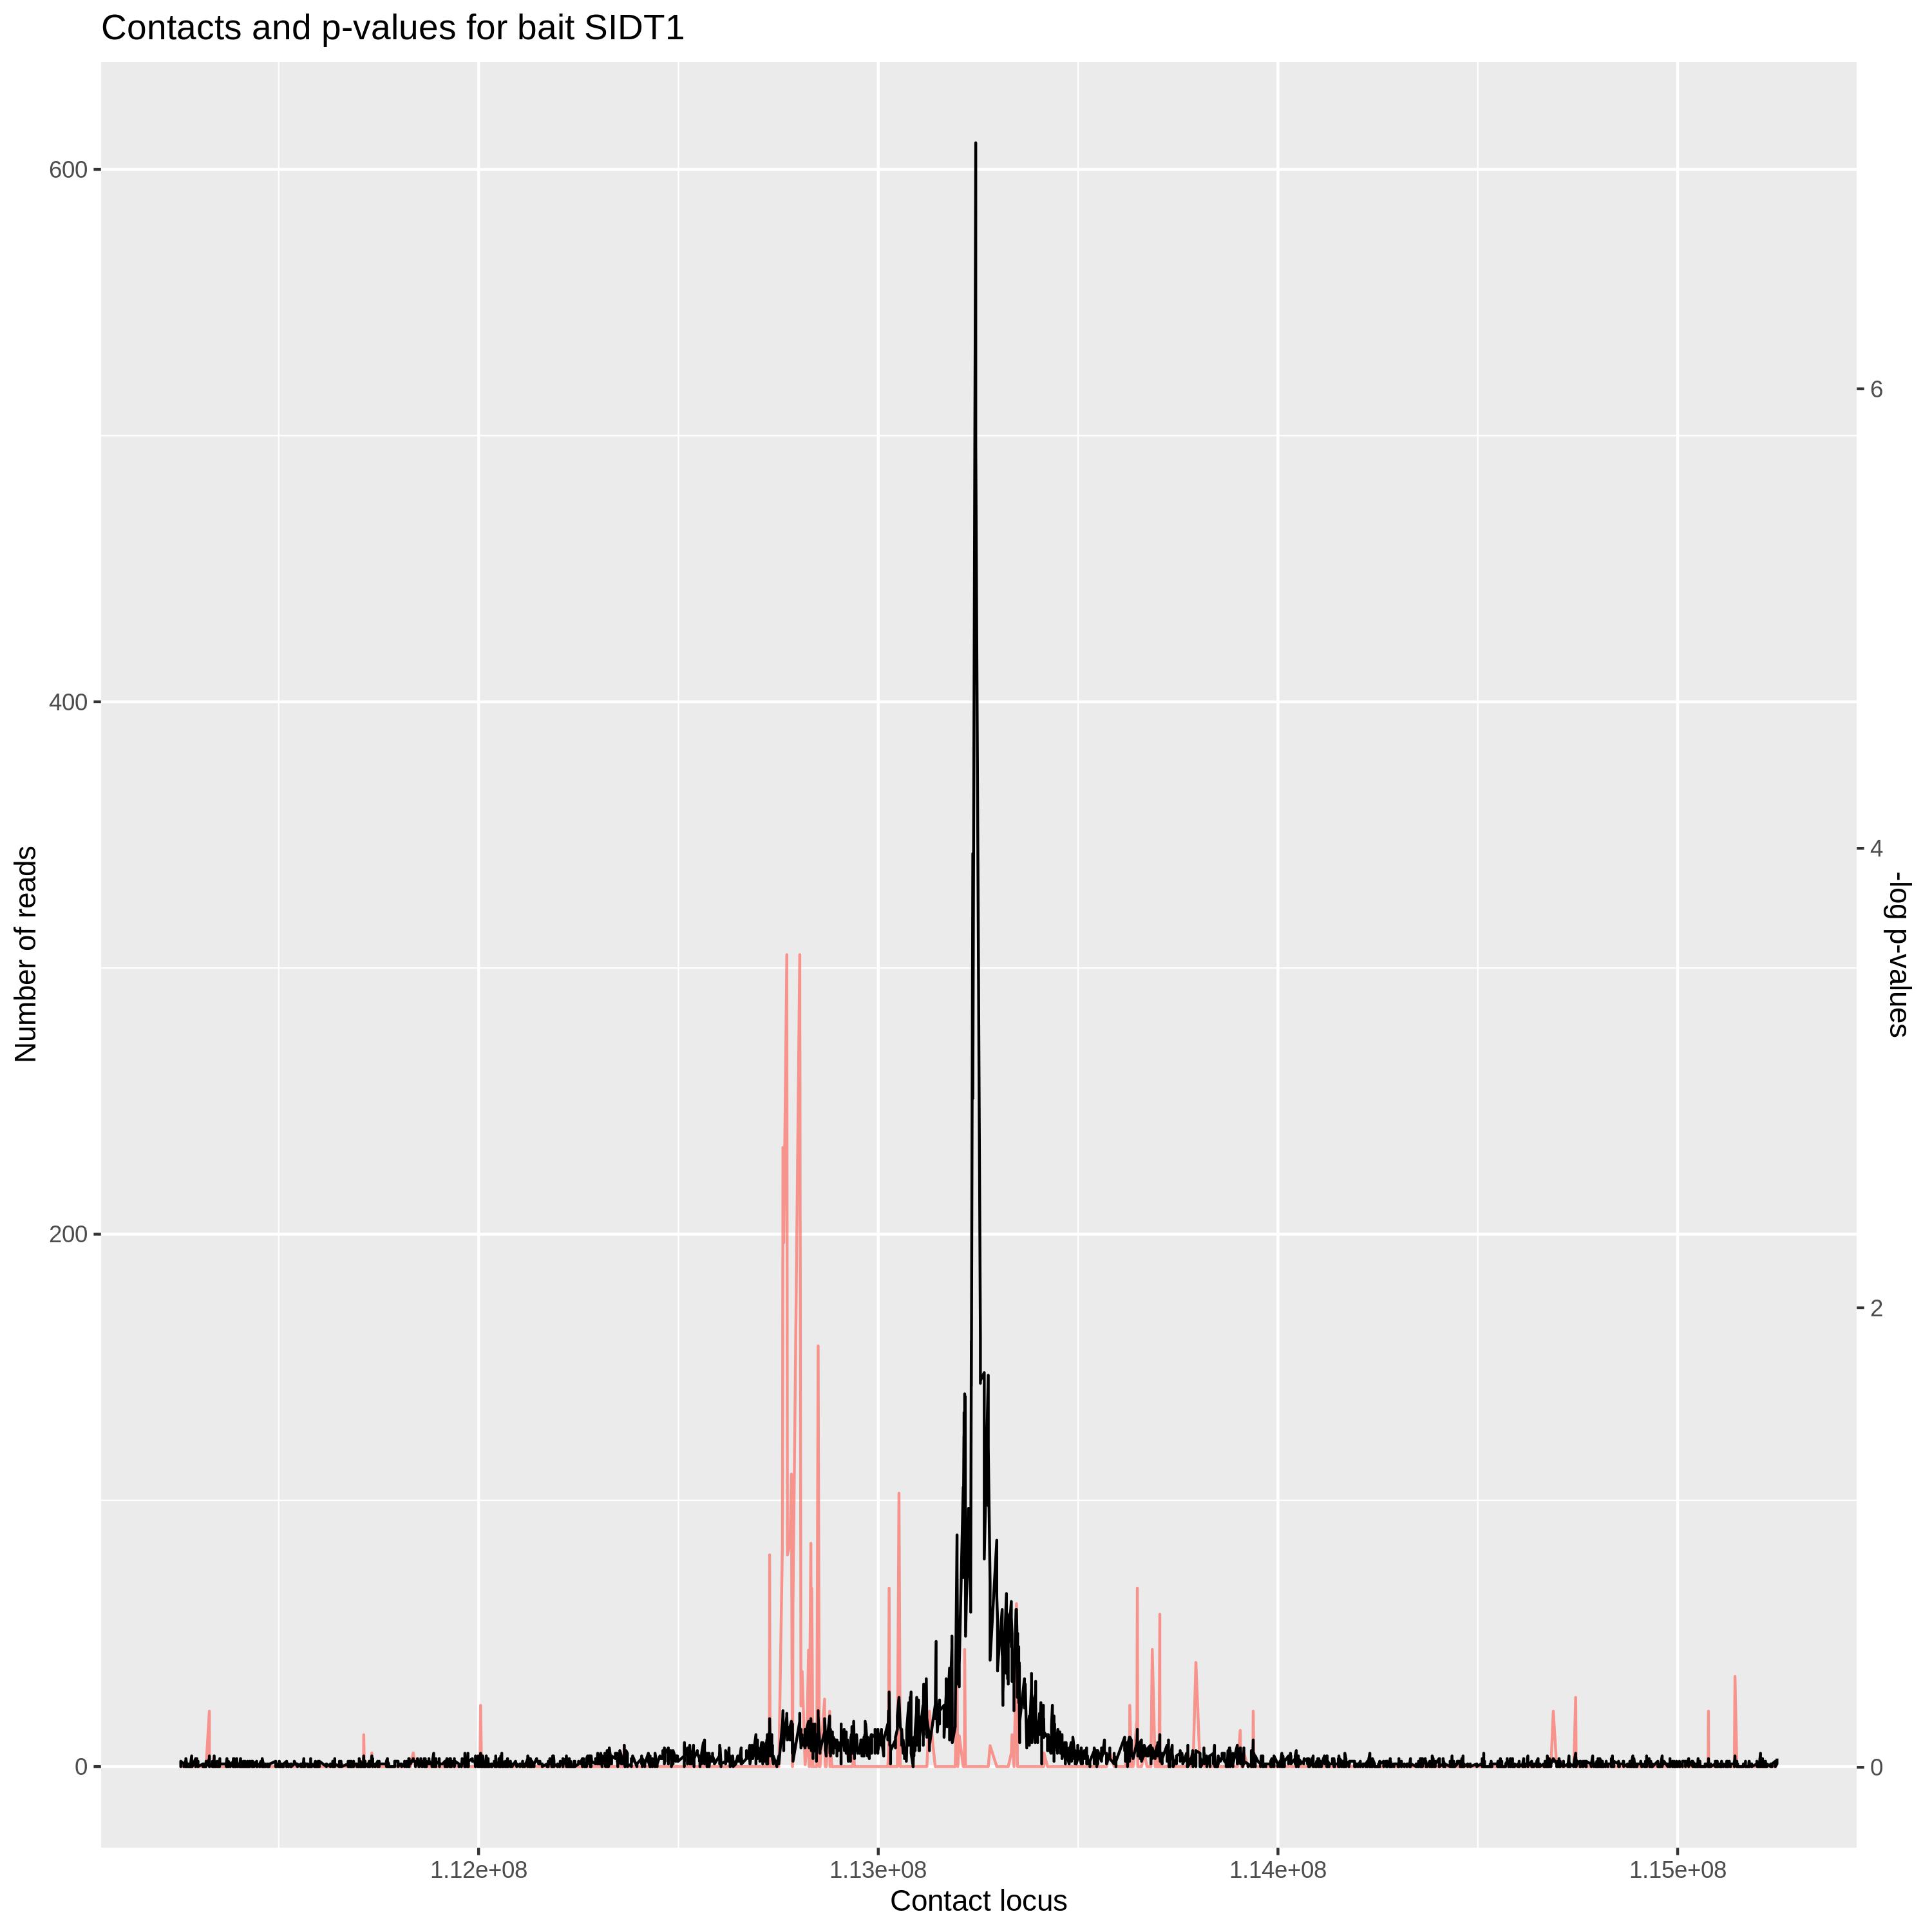 Contacts and p-values for bait SIDT1
600
400
200
0
Number of reads
6
4
2
0
-log p-values
1.12e+08
1.13e+08
1.14e+08
1.15e+08
Contact locus